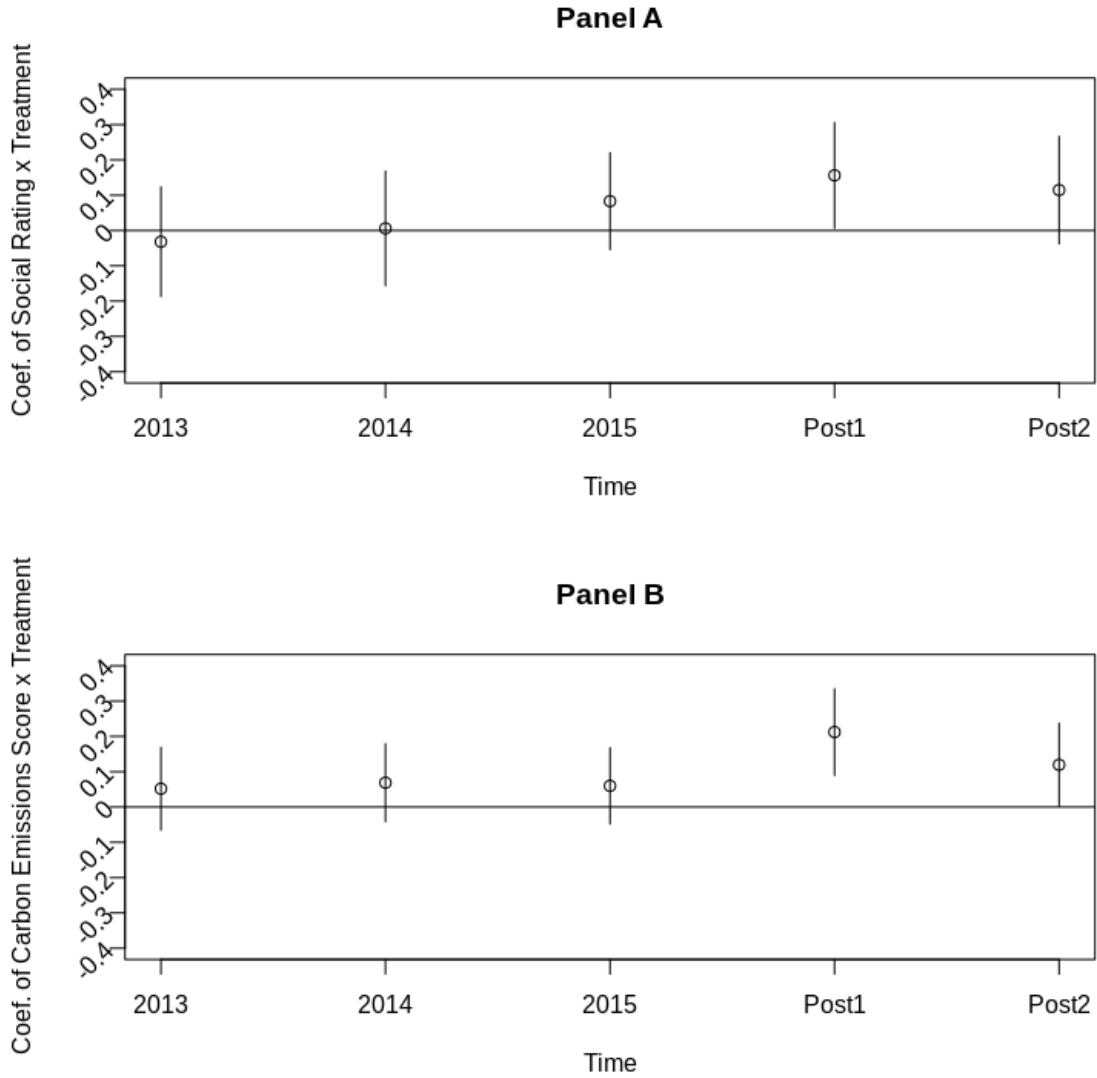 Panel A
Coef. of Social Rating x Treatment
0.4
0.3
0.2
0.1
0
-0.1
-0.2
-0.3
-0.4
2013 2014 2015 Post1 Post2
Time
Panel B
Coef. of Carbon Emissions Score x Treatment
0.4
0.3
0.2
0.1
0
-0.1
-0.2
-0.3
-0.4
2013 2014 2015 Post1 Post2
Time